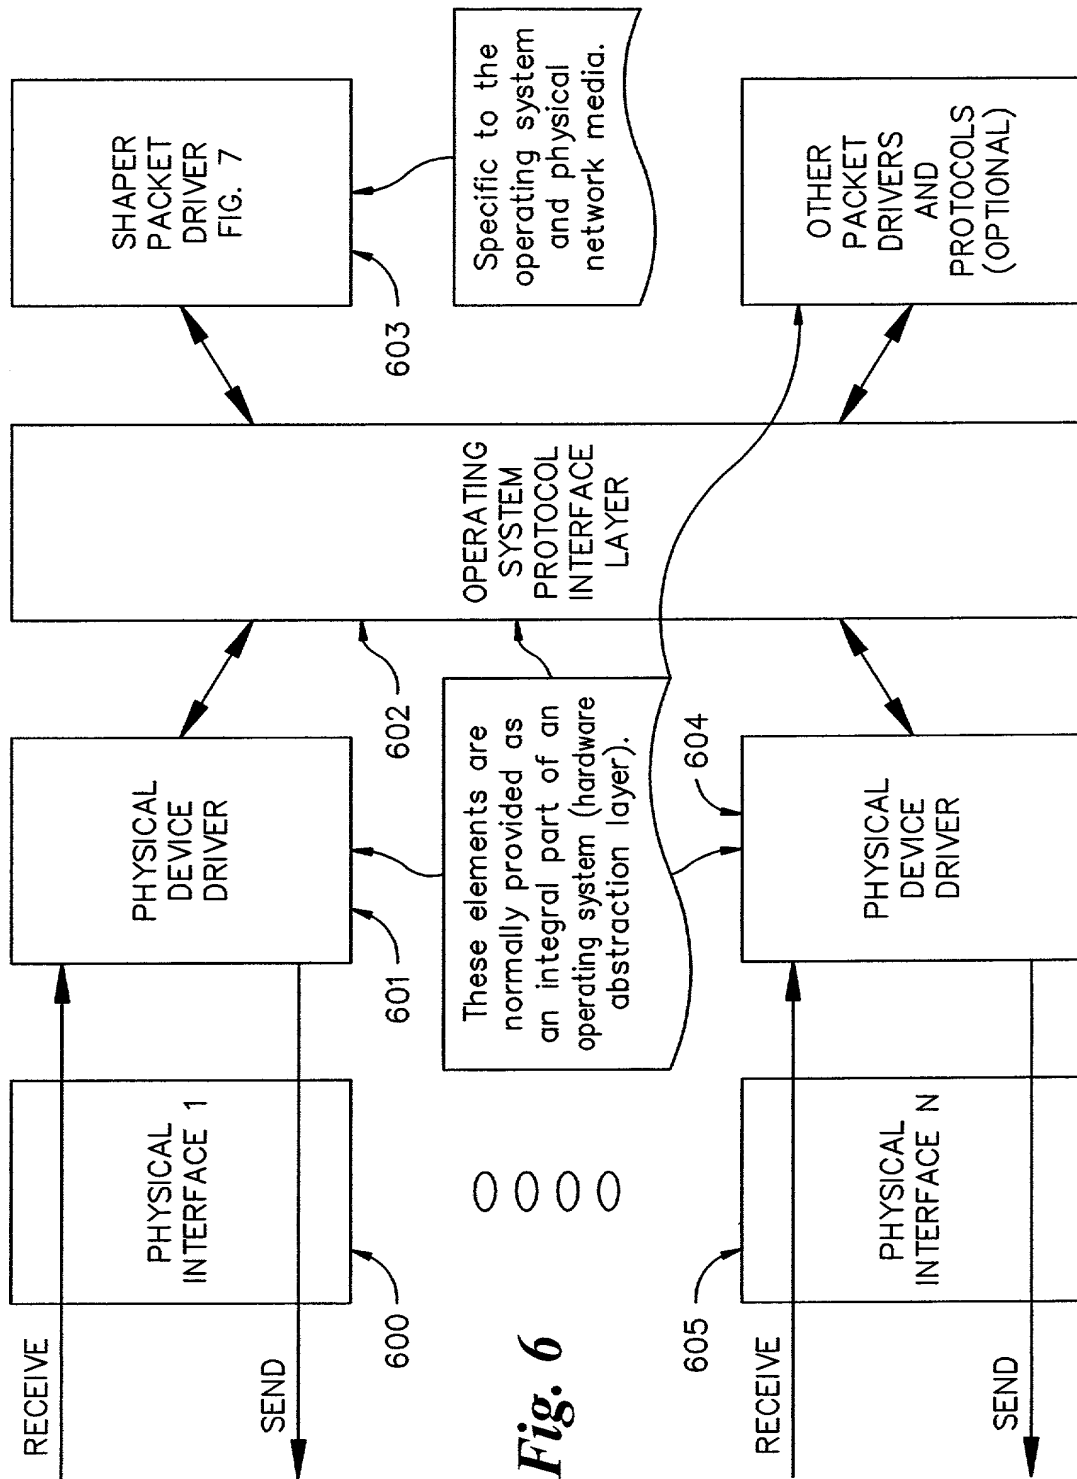 RECEIVE
SEND
PHYSICAL
INTERFACE 1
600
PHYSICAL
DEVICE
DRIVER
601
602
OPERATING
SYSTEM
PROTOCOL
INTERFACE
LAYER
SHAPER
PACKET
DRIVER
FIG. 7
603
Specific to the
operating system
and physical
network media.
These elements are
normally provided as
an integral part of an
operating system (hardware
abstraction layer).
Fig. 6
RECEIVE
SEND
605
PHYSICAL
INTERFACE N
604
PHYSICAL
DEVICE
DRIVER
OTHER
PACKET
DRIVERS
AND
PROTOCOLS
(OPTIONAL)